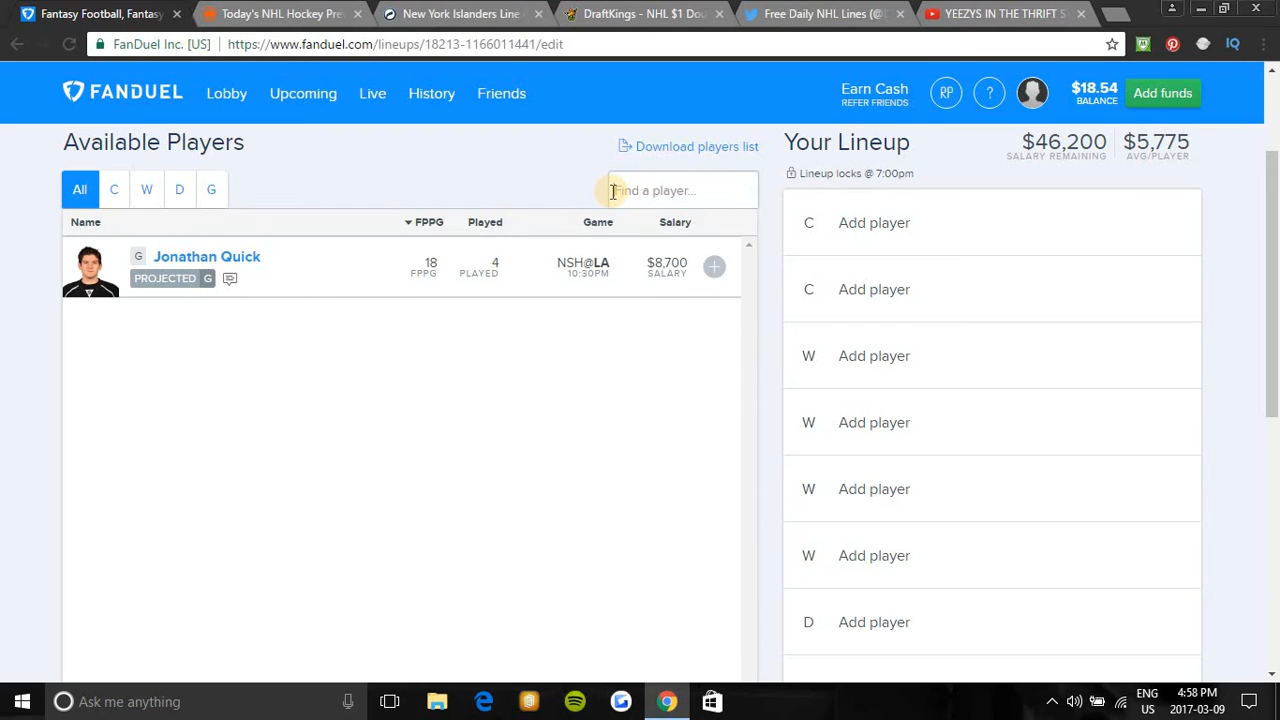 Fantasy Football, Fantasy
Today's NHL Hockey Prev
New York Islanders Line C
DraftKings - NHL $1 Dou
Free Daily NHL Lines (@D
YEEZYS IN THE THRIFT S
FanDuel Inc. [US]
https://www.fanduel.com/lineups/18213-1166011441/edit
FANDUEL
Lobby
Upcoming
Live
History
Friends
Earn Cash
REFER FRIENDS
RP
?
$18.54
BALANCE
Add funds
Available Players
Download players list
All
C
W
D
G
Find a player...
Name
FPPG
Played
Game
Salary
G Jonathan Quick
PROJECTED G
18
FPPG
4
PLAYED
NSH@LA
10:30PM
$8,700
SALARY
Your Lineup
$46,200
SALARY REMAINING
$5,775
AVG/PLAYER
Lineup locks @ 7:00pm
C Add player
C Add player
W Add player
W Add player
W Add player
W Add player
D Add player
Ask me anything
ENG
US
4:58 PM
2017-03-09